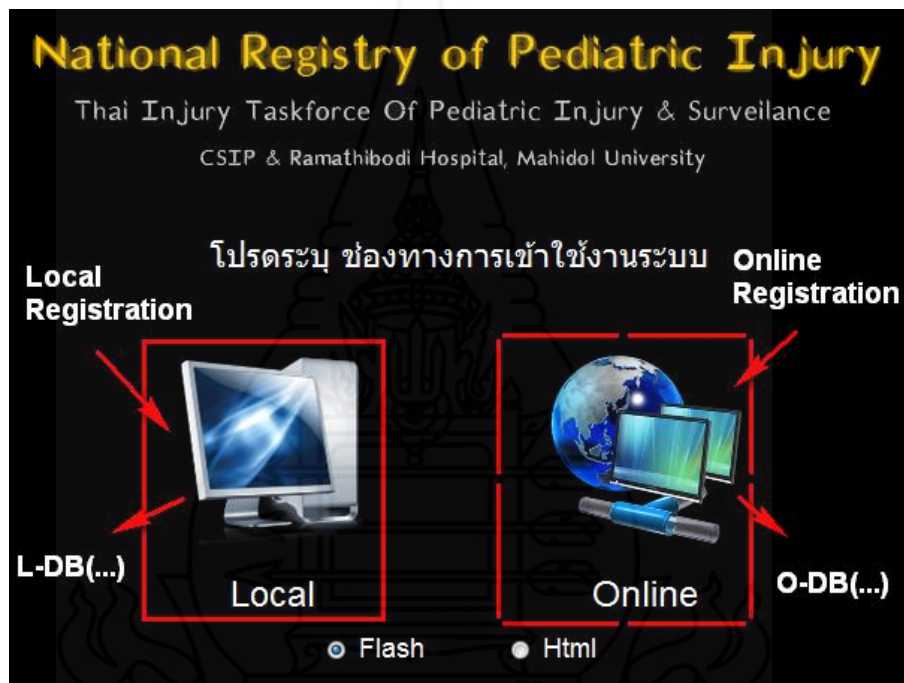 National Registry of Pediatric Injury
Thai Injury Taskforce Of Pediatric Injury & Surveilance
CSIP & Ramathibodi Hospital, Mahidol University
โปรดระบุ ช่องทางการเข้าใช้งานระบบ
Local
Registration
Online
Registration
L-DB(...)
Local
Online
O-DB(...)
Flash
Html